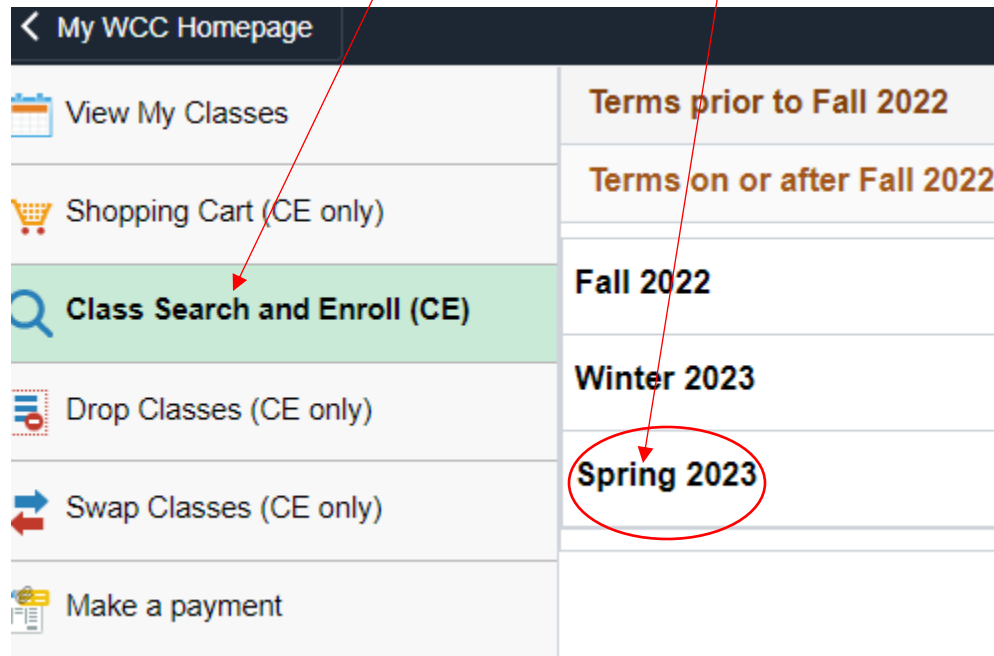 My WCC Homepage
View My Classes
Shopping Cart (CE only)
Class Search and Enroll (CE)
Drop Classes (CE only)
Swap Classes (CE only)
Make a payment
Terms prior to Fall 2022
Terms on or after Fall 2022
Fall 2022
Winter 2023
Spring 2023